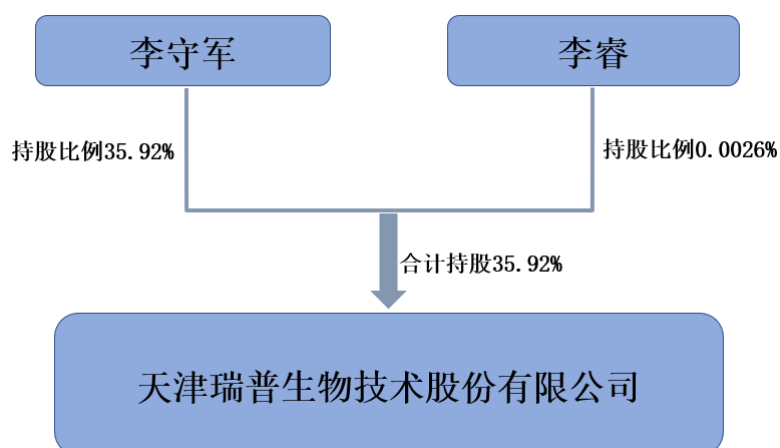 李守军
李睿
持股比例35.92%
持股比例0.0026%
合计持股35.92%
天津瑞普生物技术股份有限公司